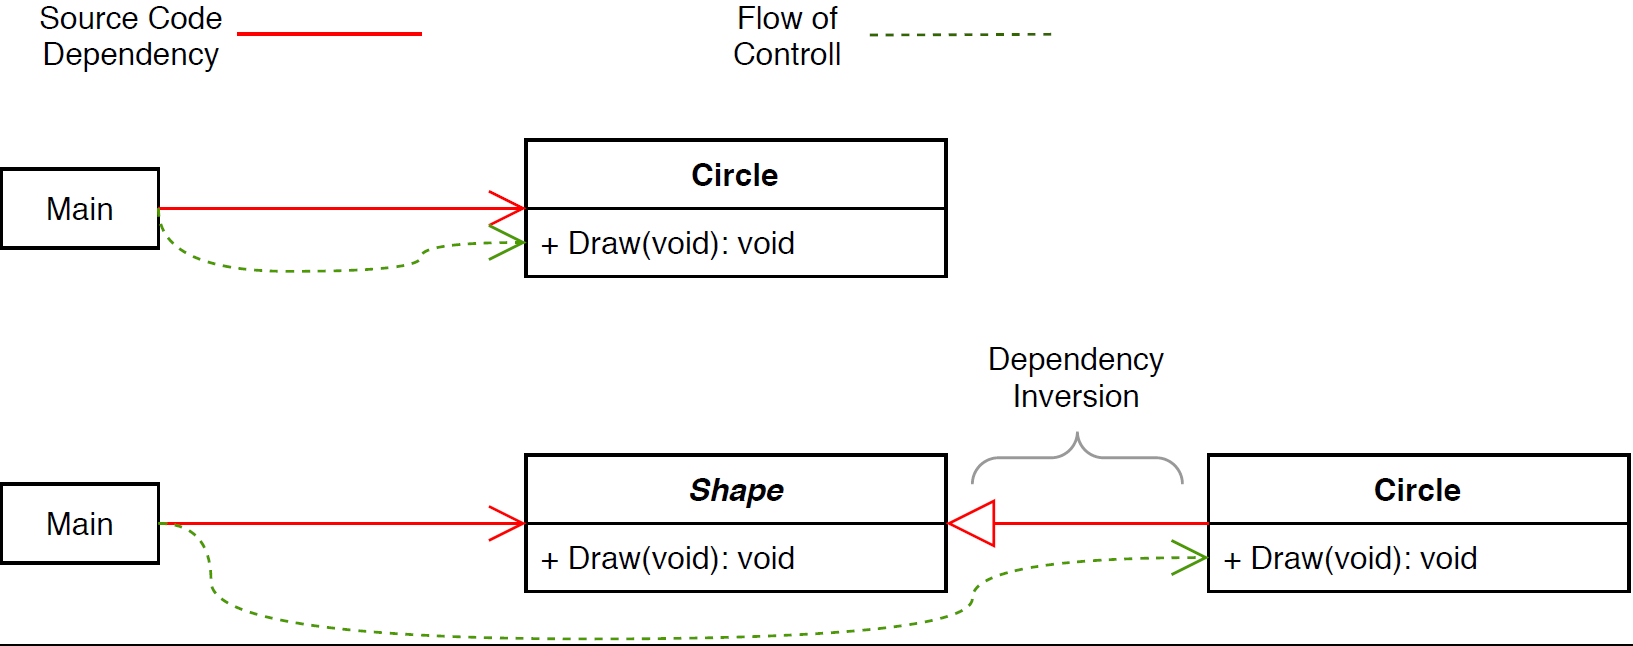 Source Code
Dependency
Flow of
Controll
Circle
Main
+ Draw(void): void
Dependency
Inversion
Shape
Circle
Main
+ Draw(void): void
+ Draw(void): void